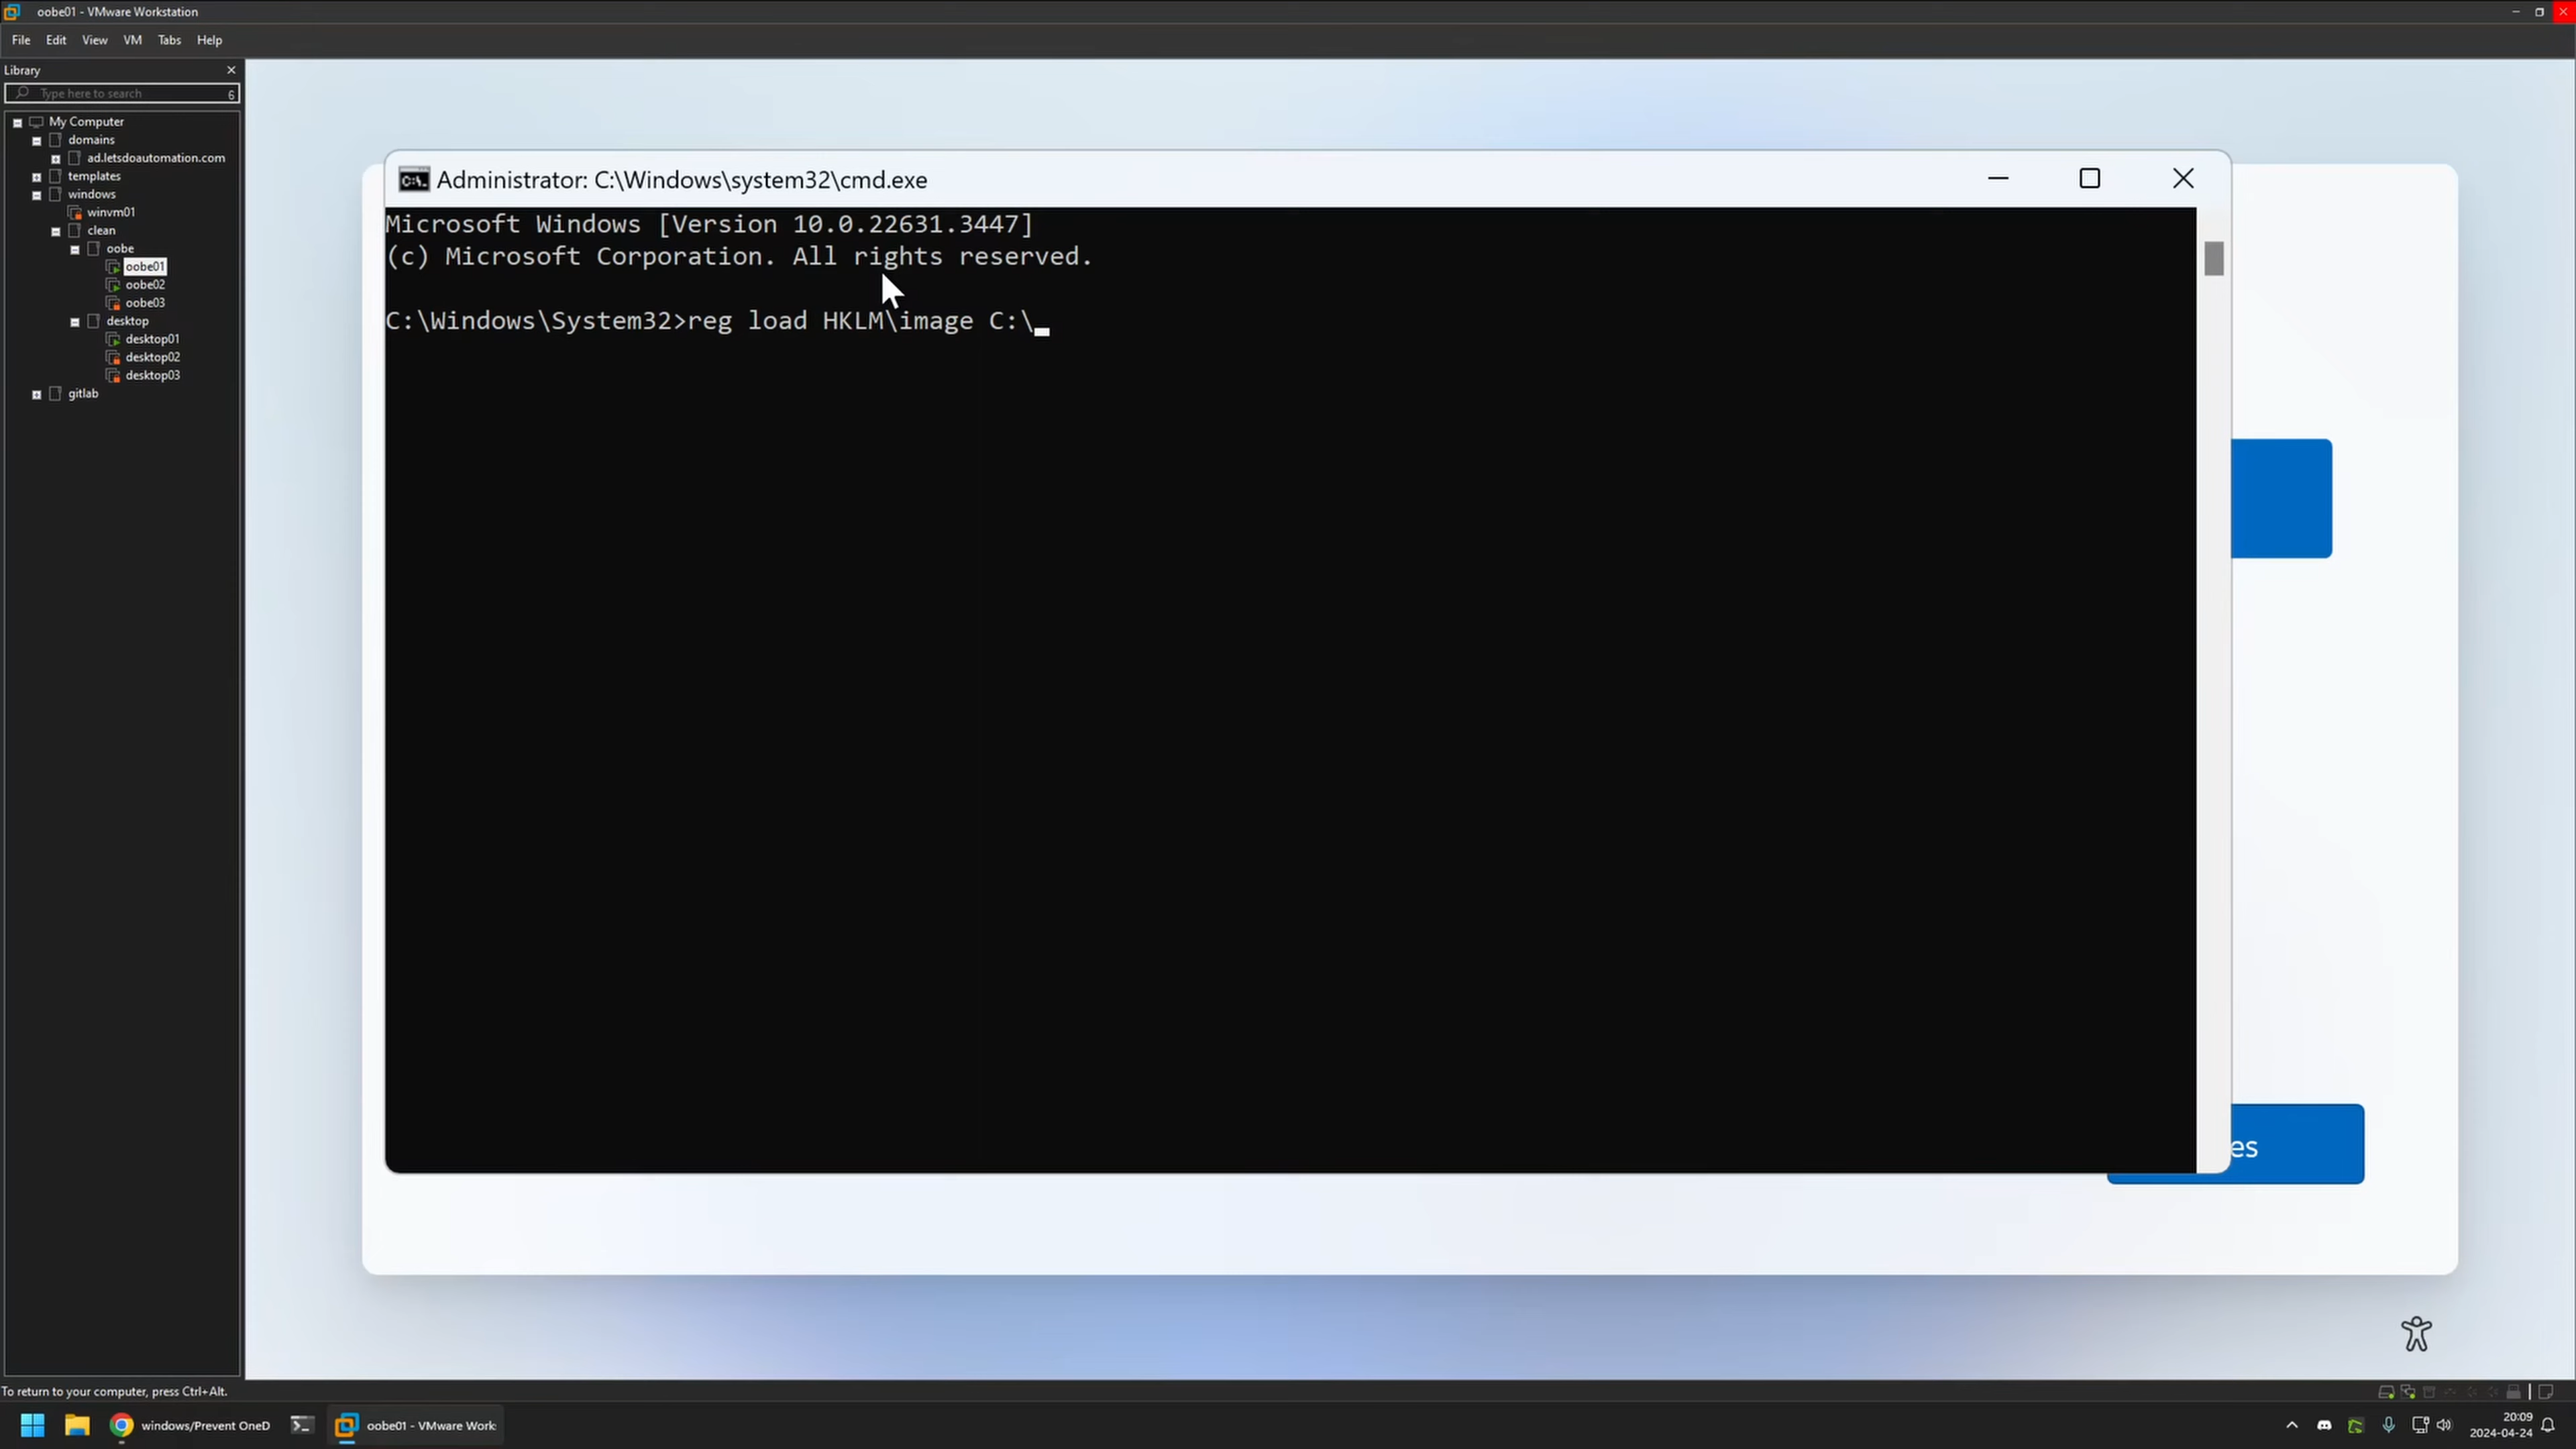 oobe01 - VMware Workstation
File Edit View VM Tabs Help
Library
Type here to search
6
My Computer
domains
ad.letsdoautomation.com
templates
windows
winvm01
clean
oobe
oobe01
oobe02
oobe03
desktop
desktop01
desktop02
desktop03
gitlab
Administrator: C:\Windows\system32\cmd.exe
Microsoft Windows [Version 10.0.22631.3447]
(c) Microsoft Corporation. All rights reserved.
C:\Windows\System32>reg load HKLM\image C:\
es
To return to your computer, press Ctrl+Alt.
windows/Prevent OneD
oobe01 - VMware Work
20:09
2024-04-24